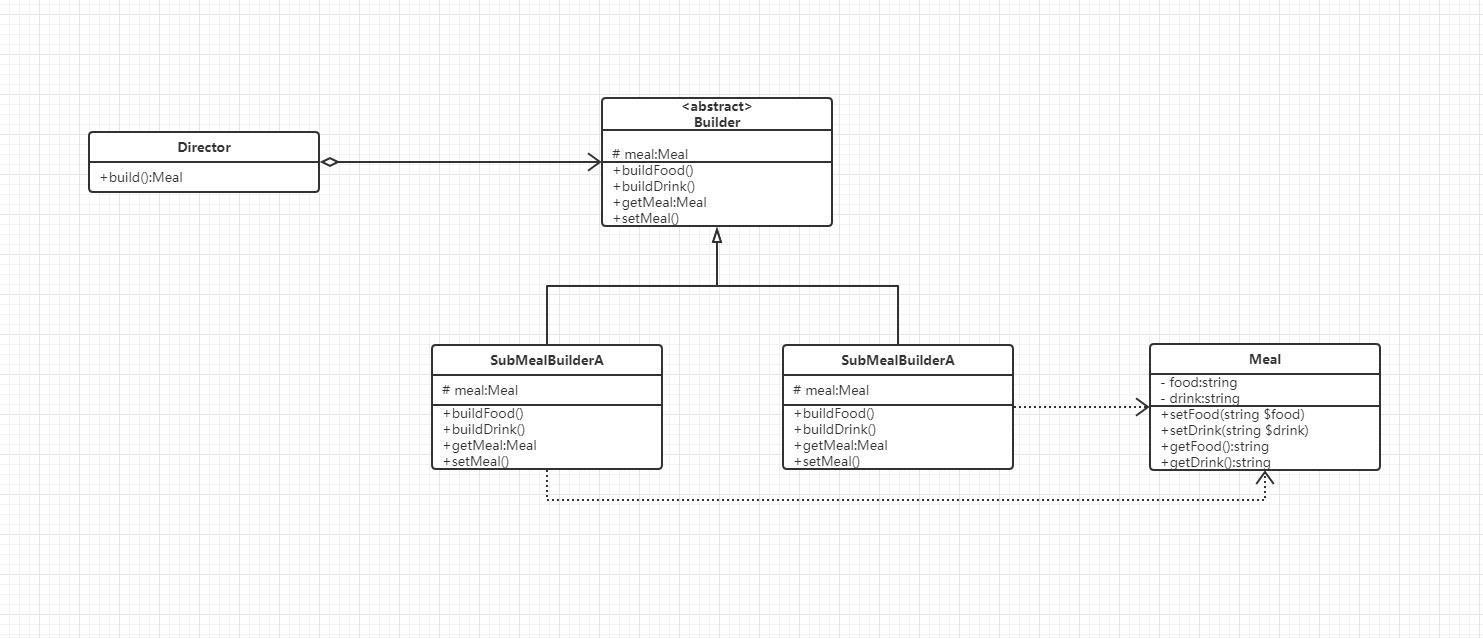 Director
+build():Meal
<abstract>
Builder
# meal:Meal
+buildFood()
+buildDrink()
+getMeal:Meal
+setMeal()
SubMealBuilderA
# meal:Meal
+buildFood()
+buildDrink()
+getMeal:Meal
+setMeal()
SubMealBuilderA
# meal:Meal
+buildFood()
+buildDrink()
+getMeal:Meal
+setMeal()
Meal
- food:string
- drink:string
+setFood(string $food)
+setDrink(string $drink)
+getFood():string
+getDrink():string